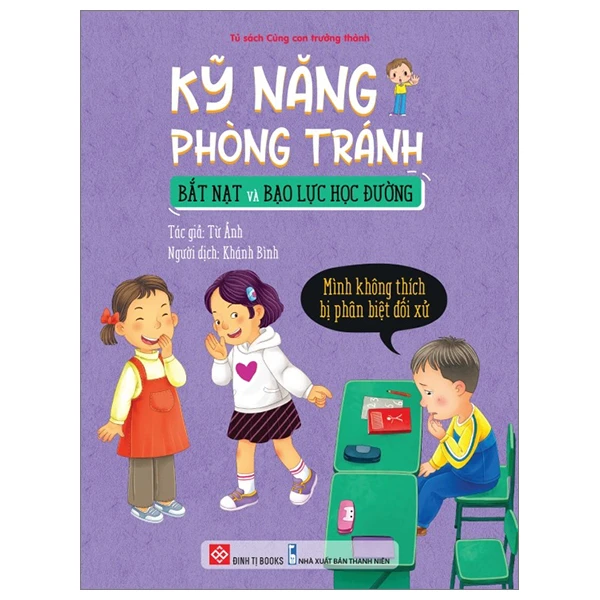 Tủ sách Cùng con trưởng thành
KỸ NĂNG
PHÒNG TRÁNH
BẮT NẠT VÀ BẠO LỰC HỌC ĐƯỜNG
Tác giả: Từ Ảnh
Người dịch: Khánh Bình
Mình không thích
bị phân biệt đối xử
ĐINH TỊ BOOKS
NHÀ XUẤT BẢN THANH NIÊN